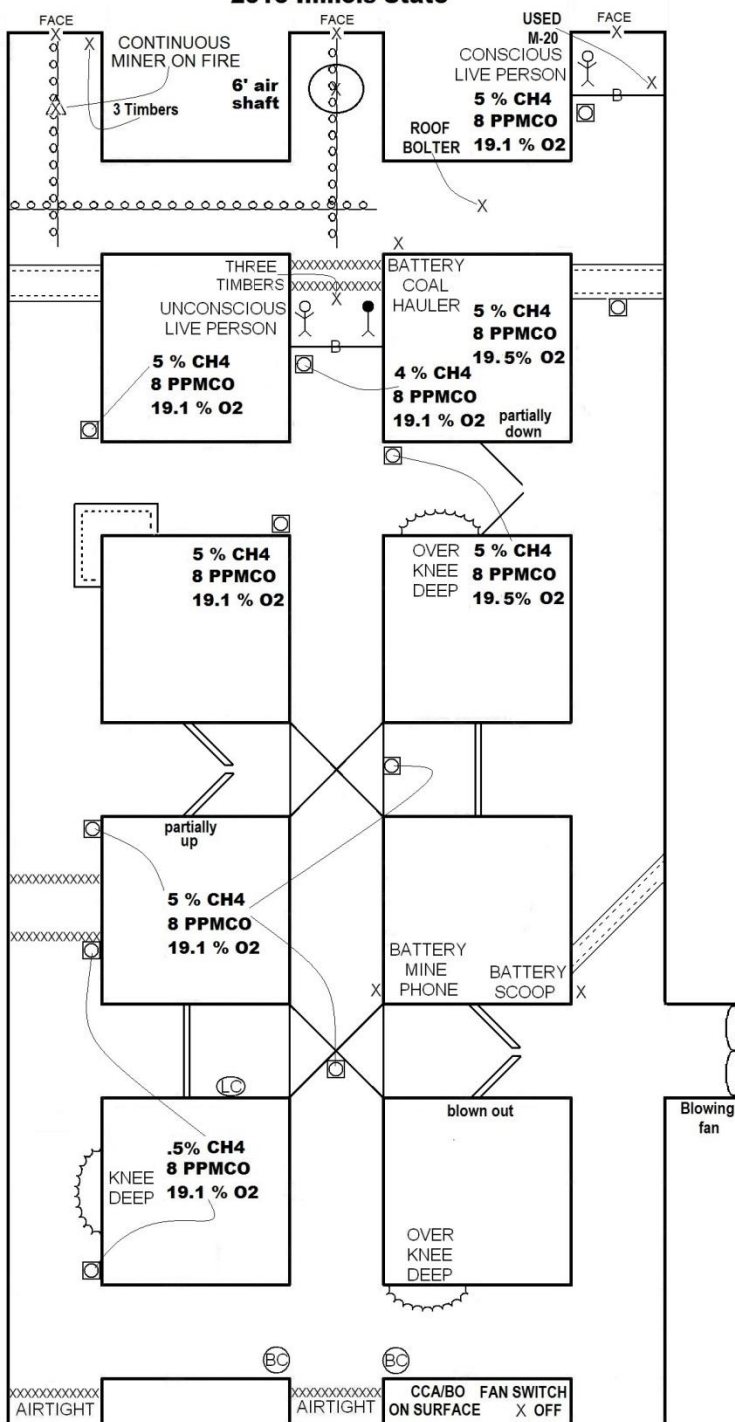 FACE
FACE
USED
M-20
FACE
CONTINUOUS
MINER ON FIRE
3 Timbers
6' air
shaft
CONSCIOUS
LIVE PERSON
5 % CH4
8 PPMCO
19.1 % O2
B
ROOF
BOLTER
X
THREE
TIMBERS
UNCONSCIOUS
LIVE PERSON
B
BATTERY
COAL
HAULER
5 % CH4
8 PPMCO
19.5% O2
5 % CH4
8 PPMCO
19.1 % O2
4 % CH4
8 PPMCO
19.1 % O2
partially
down
5 % CH4
8 PPMCO
19.1 % O2
OVER
KNEE
DEEP
5 % CH4
8 PPMCO
19.5% O2
partially
up
5 % CH4
8 PPMCO
19.1 % O2
BATTERY
MINE
PHONE
X
BATTERY
SCOOP
X
LC
blown out
Blowing
fan
KNEE
DEEP
.5% CH4
8 PPMCO
19.1 % O2
OVER
KNEE
DEEP
BC
BC
AIRTIGHT
AIRTIGHT
CCA/BO
ON SURFACE
FAN SWITCH
X OFF